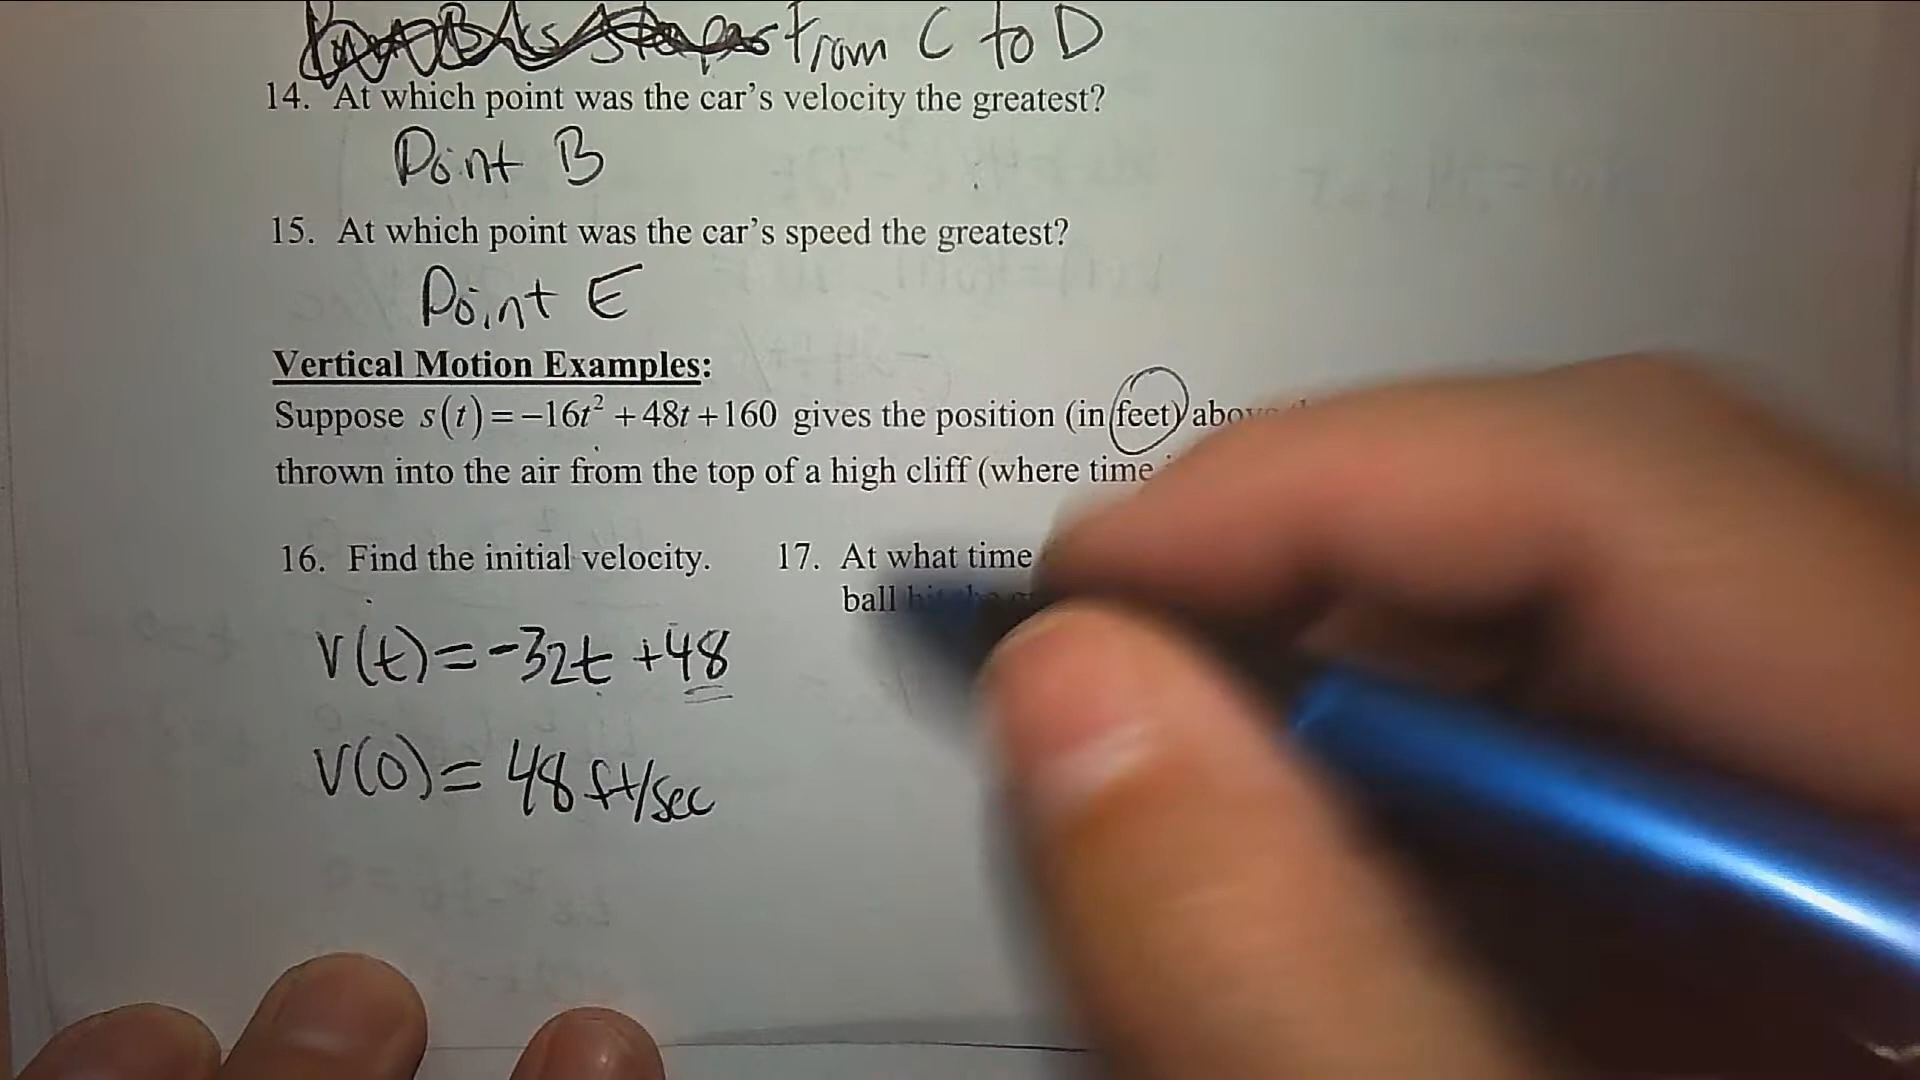 From C to D
14. At which point was the car's velocity the greatest?
Point B
15. At which point was the car's speed the greatest?
Point E
Vertical Motion Examples:
Suppose s(t)=−16t²+48t+160 gives the position (in feet) above
thrown into the air from the top of a high cliff (where time
16. Find the initial velocity. 17. At what time
ball hit the
v(t)=-32t+48
v(0)= 48 ft/sec